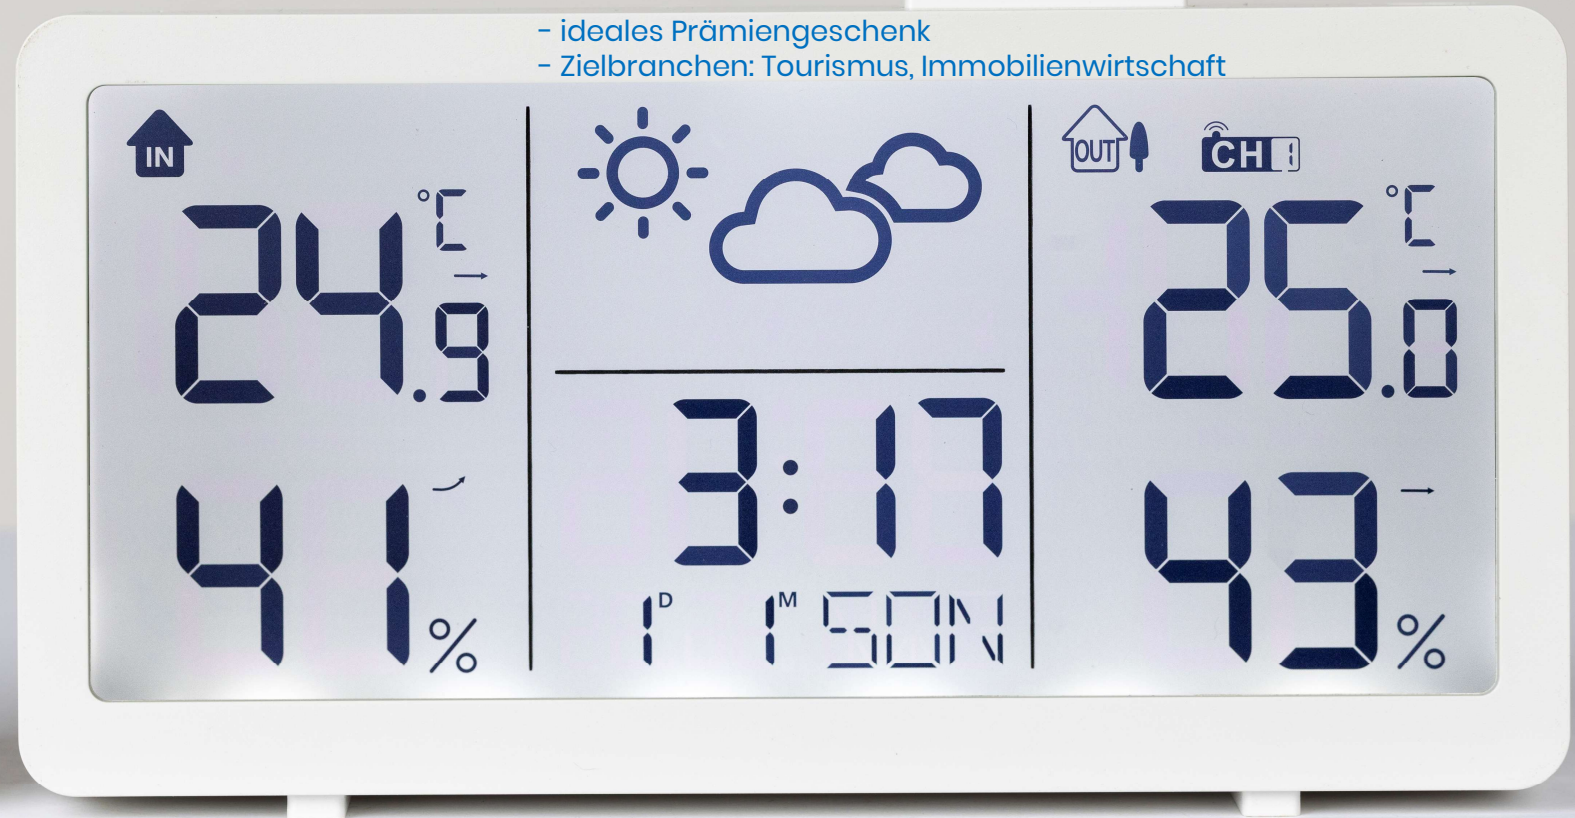 - ideales Prämiengeschenk
- Zielbranchen: Tourismus, Immobilienwirtschaft
IN
24.9 °C
41 %
3:17
1 D 1 M SON
OUT
CH 1
25.0 °C
43 %